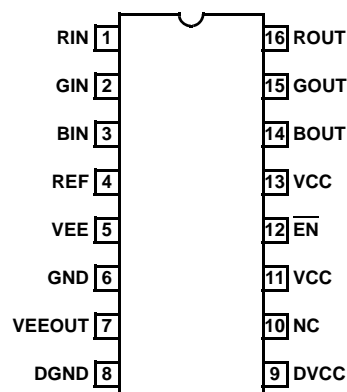 RIN 1 16 ROUT
GIN 2 15 GOUT
BIN 3 14 BOUT
REF 4 13 VCC
VEE 5 12 E̅N̅
GND 6 11 VCC
VEEOUT 7 10 NC
DGND 8 9 DVCC